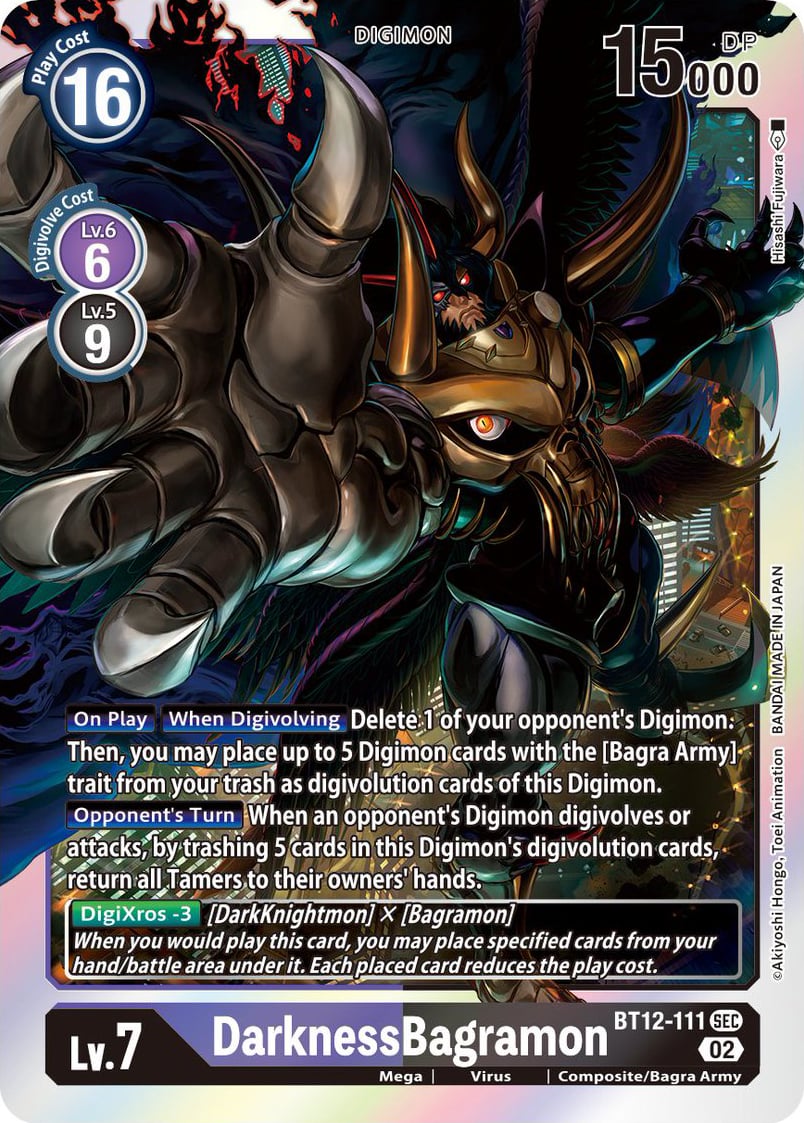 DIGIMON
Play Cost
16
15000
DP
Digivolve Cost
Lv.6
6
Lv.5
9
Hisashi Fujiwara
BANDAI MADE IN JAPAN
©Akiyoshi Hongo, Toei Animation
On Play When Digivolving Delete 1 of your opponent's Digimon.
Then, you may place up to 5 Digimon cards with the [Bagra Army]
trait from your trash as digivolution cards of this Digimon.
Opponent's Turn When an opponent's Digimon digivolves or
attacks, by trashing 5 cards in this Digimon's digivolution cards,
return all Tamers to their owners' hands.
DigiXros -3 [DarkKnightmon] × [Bagramon]
When you would play this card, you may place specified cards from your
hand/battle area under it. Each placed card reduces the play cost.
Lv.7
DarknessBagramon
BT12-111 SEC
02
Mega | Virus | Composite/Bagra Army